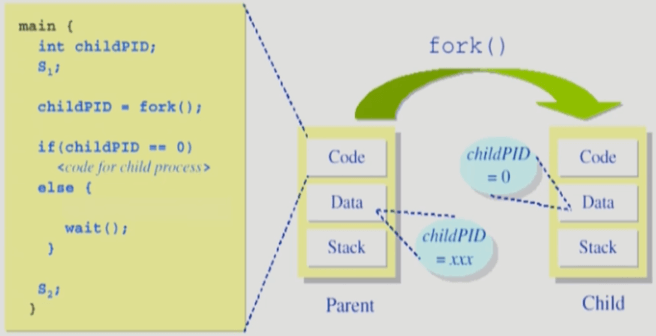 main {
int childPID;
S1;
childPID = fork();
if(childPID == 0)
<code for child process>
else {
wait();
}
S2;
}
fork()
Code
Data
Stack
Parent
childPID
= xxx
childPID
= 0
Code
Data
Stack
Child